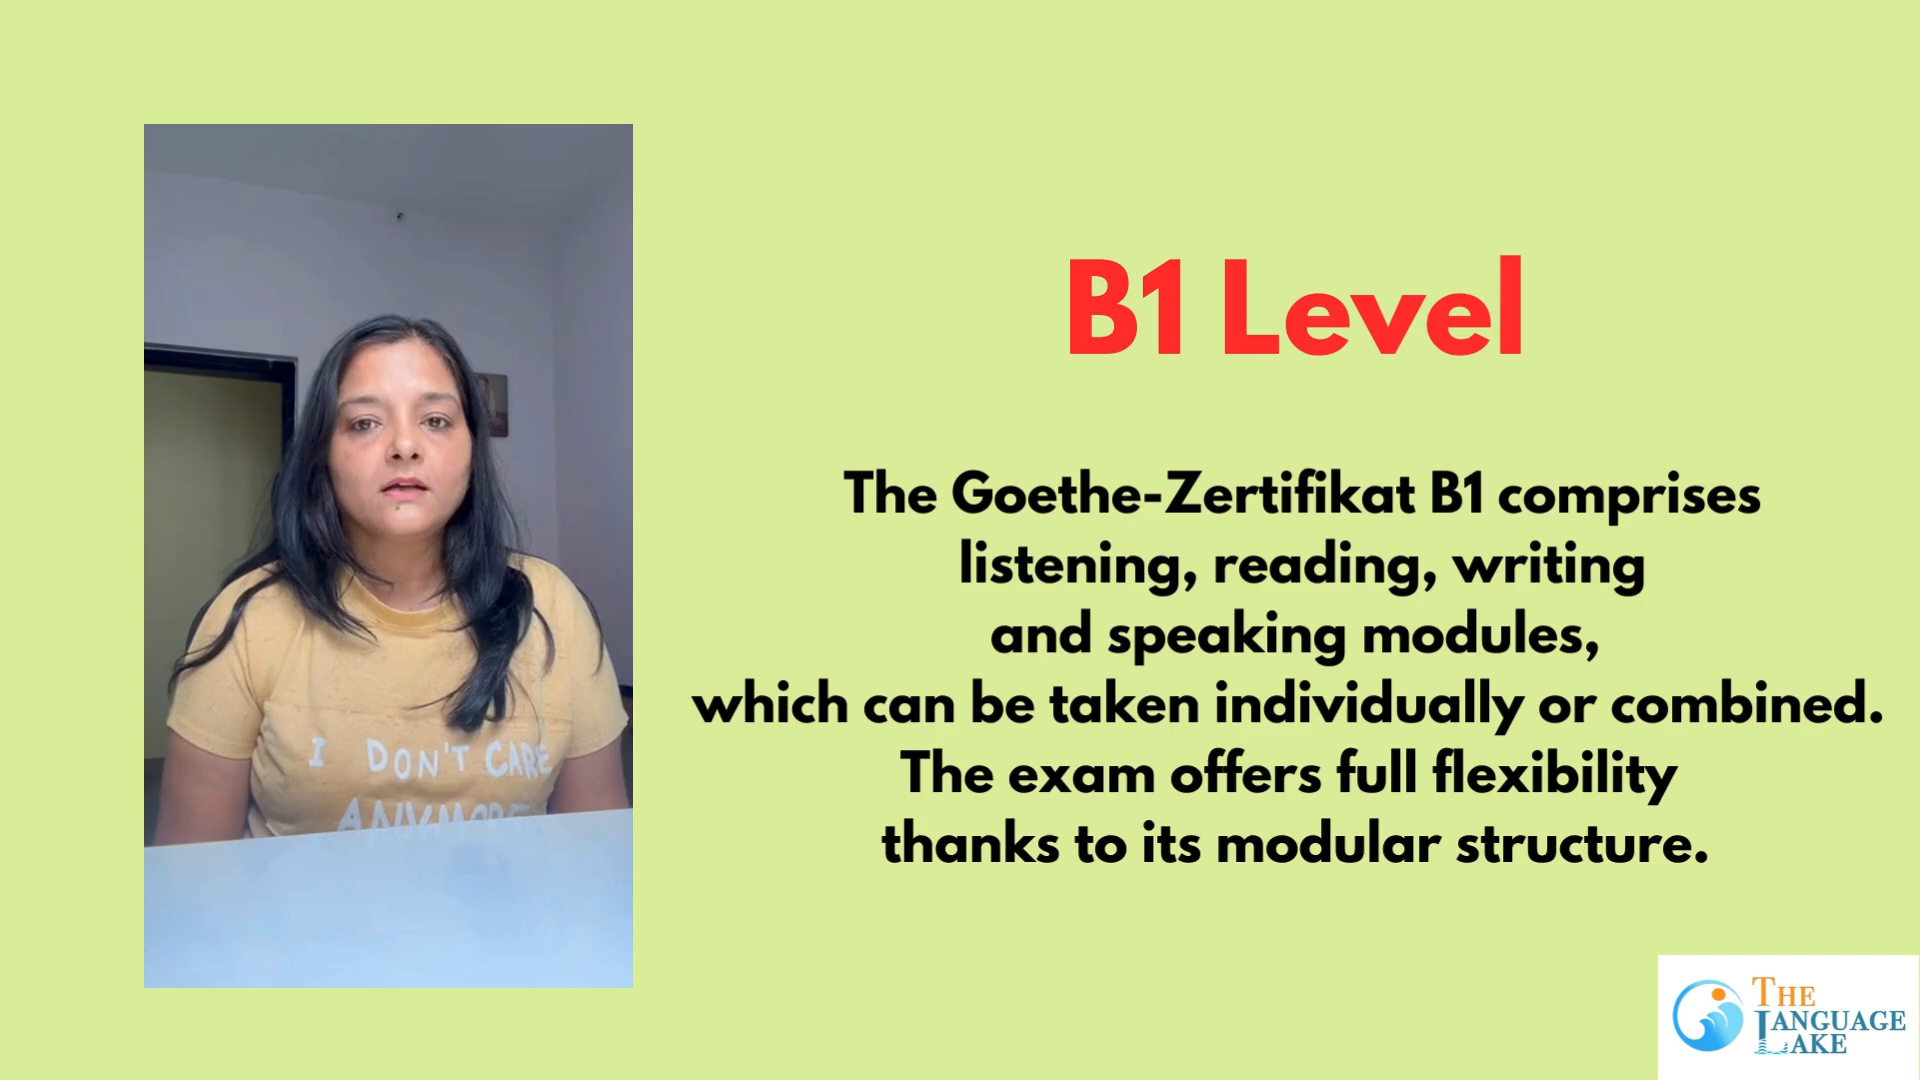 B1 Level
The Goethe-Zertifikat B1 comprises
listening, reading, writing
and speaking modules,
which can be taken individually or combined.
The exam offers full flexibility
thanks to its modular structure.
I DON'T CARE
ANYMORE
THE
LANGUAGE
LAKE